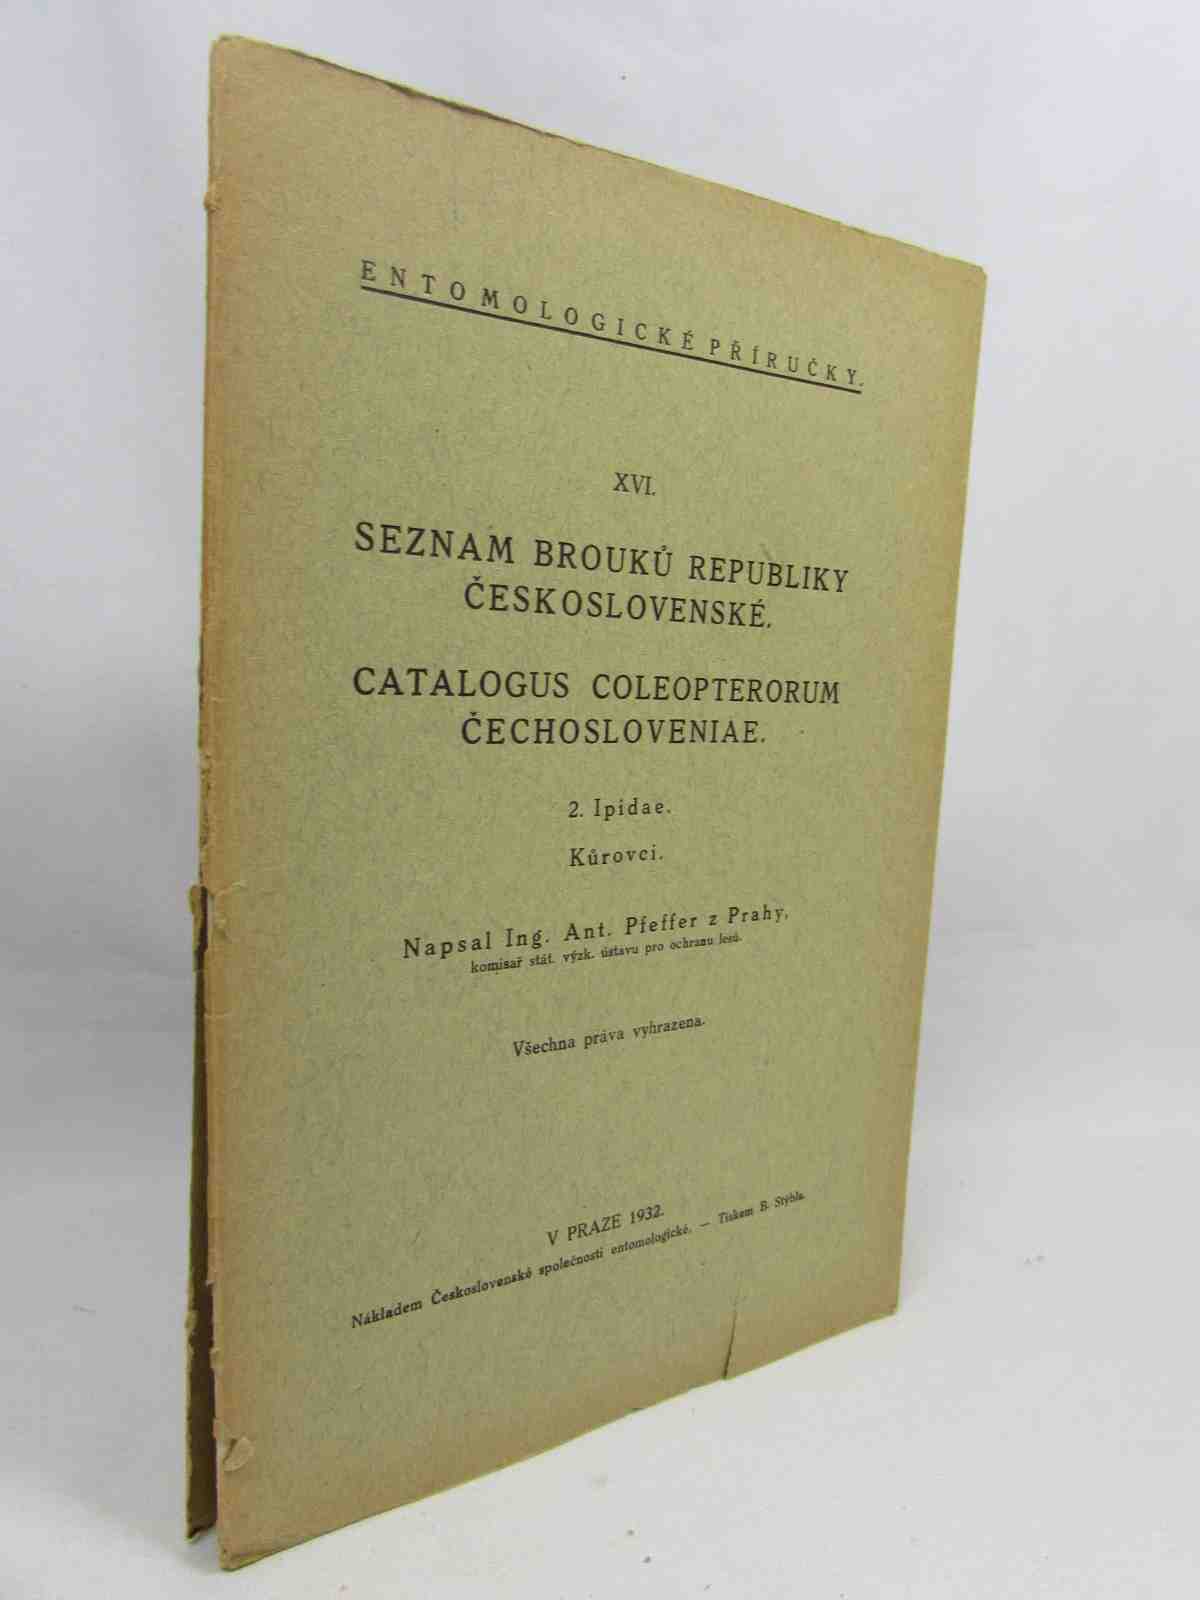 ENTOMOLOGICKÉ PŘÍRUČKY.
XVI.
SEZNAM BROUKŮ REPUBLIKY
ČESKOSLOVENSKÉ.
CATALOGUS COLEOPTERORUM
ČECHOSLOVENIAE.
2. Ipidae.
Kůrovci.
Napsal Ing. Ant. Pfeffer z Prahy,
komisař stát. výzk. ústavu pro ochranu lesů.
Všechna práva vyhrazena.
V PRAZE 1932.
Nákladem Československé společnosti entomologické. — Tiskem B. Stýbla.